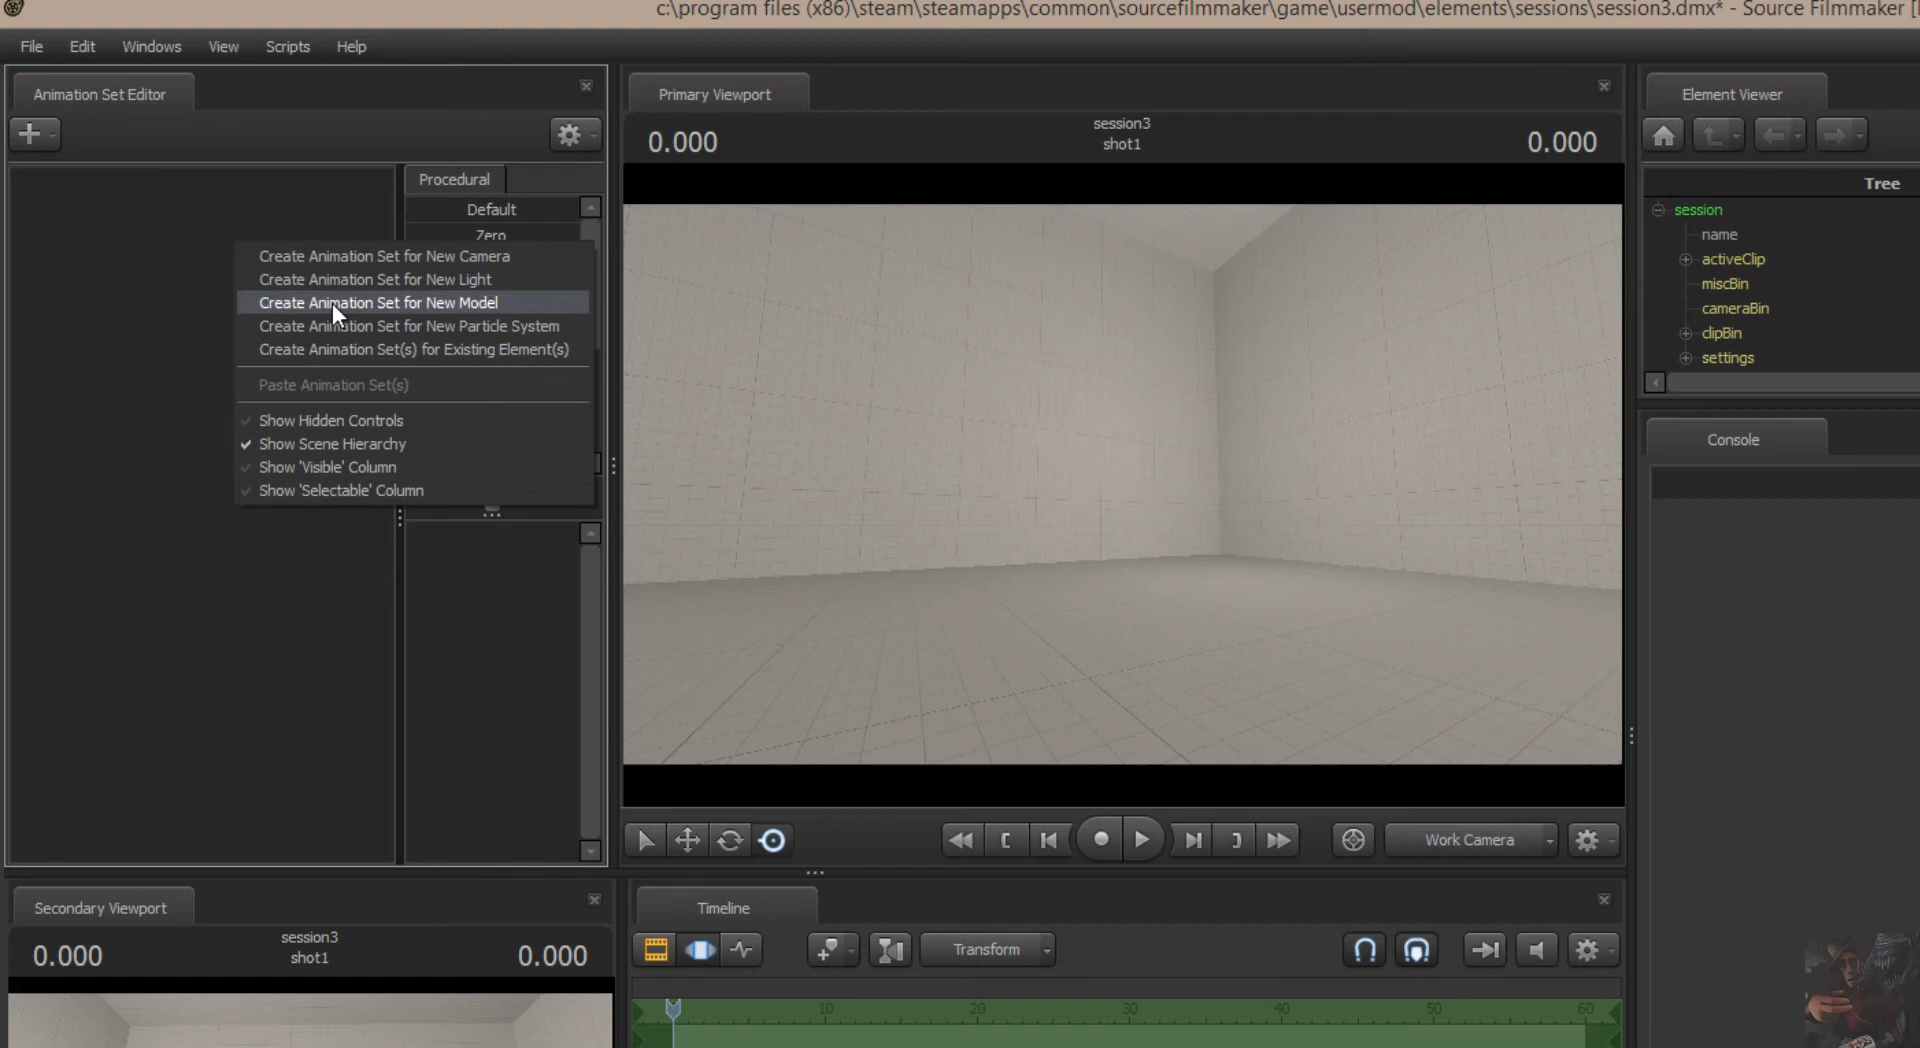 c:\program files (x86)\steam\steamapps\common\sourcefilmmaker\game\usermod\elements\sessions\session3.dmx* - Source Filmmaker [
File Edit Windows View Scripts Help
Animation Set Editor
Procedural
Default
Zero
Create Animation Set for New Camera
Create Animation Set for New Light
Create Animation Set for New Model
Create Animation Set for New Particle System
Create Animation Set(s) for Existing Element(s)
Paste Animation Set(s)
Show Hidden Controls
Show Scene Hierarchy
Show 'Visible' Column
Show 'Selectable' Column
Primary Viewport
0.000
session3
shot1
0.000
Work Camera
Element Viewer
Tree
session
name
activeClip
miscBin
cameraBin
clipBin
settings
Console
Secondary Viewport
0.000
session3
shot1
0.000
Timeline
Transform
10 20 30 40 50 60